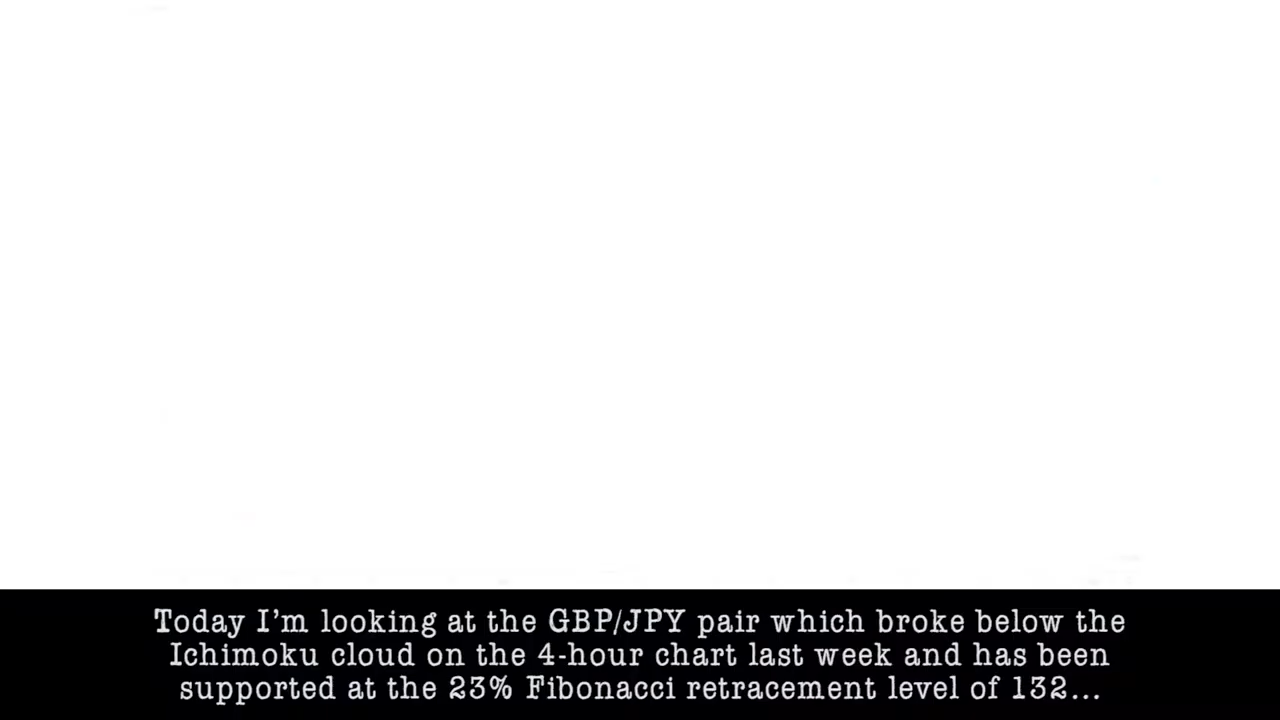 Today I'm looking at the GBP/JPY pair which broke below the
Ichimoku cloud on the 4-hour chart last week and has been
supported at the 23% Fibonacci retracement level of 132...